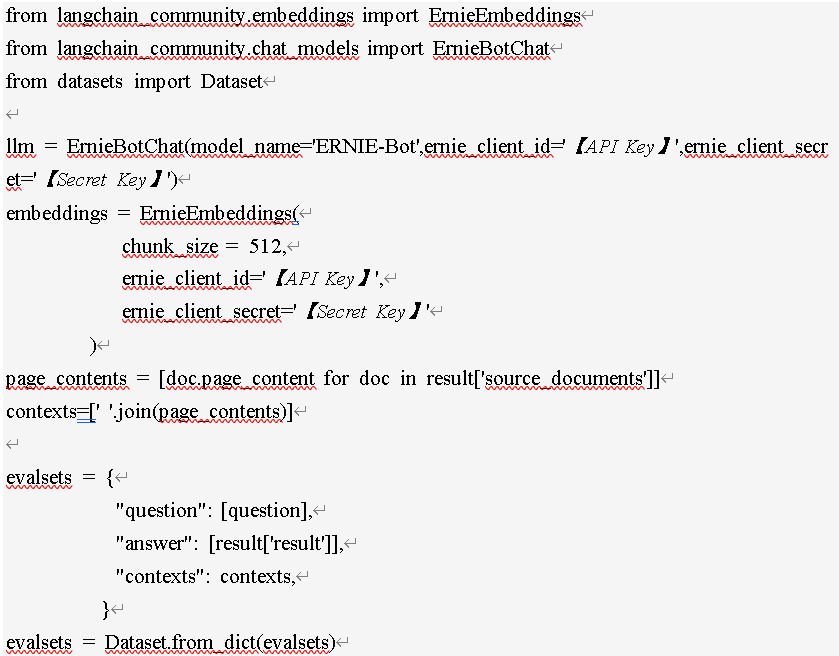 from langchain_community.embeddings import ErnieEmbeddings
from langchain_community.chat_models import ErnieBotChat
from datasets import Dataset

llm = ErnieBotChat(model_name='ERNIE-Bot',ernie_client_id='【API Key】',ernie_client_secr
et='【Secret Key】')
embeddings = ErnieEmbeddings(
            chunk_size = 512,
            ernie_client_id='【API Key】',
            ernie_client_secret='【Secret Key】'
         )
page_contents = [doc.page_content for doc in result['source_documents']]
contexts=[' '.join(page_contents)]

evalsets = {
           "question": [question],
           "answer": [result['result']],
           "contexts": contexts,
          }
evalsets = Dataset.from_dict(evalsets)